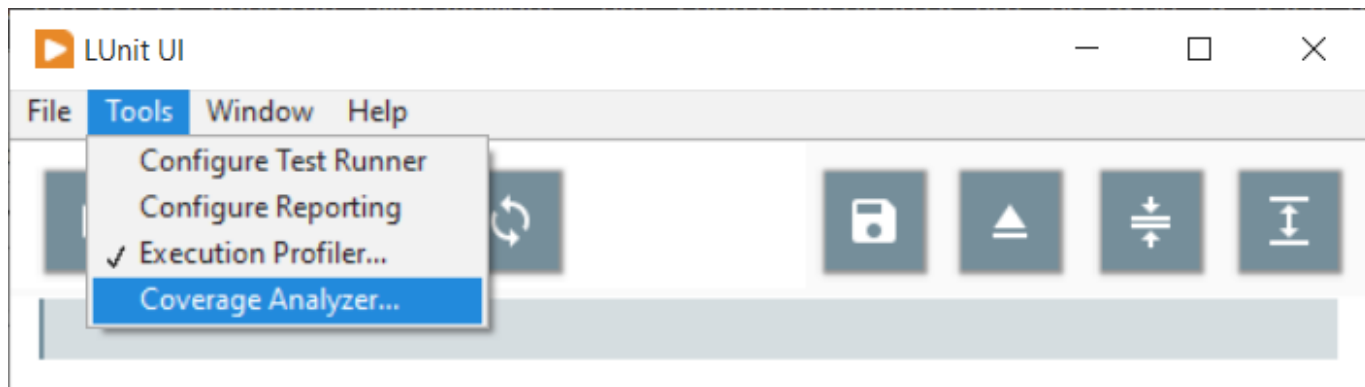 LUnit UI
File Tools Window Help
Configure Test Runner
Configure Reporting
✓ Execution Profiler...
Coverage Analyzer...